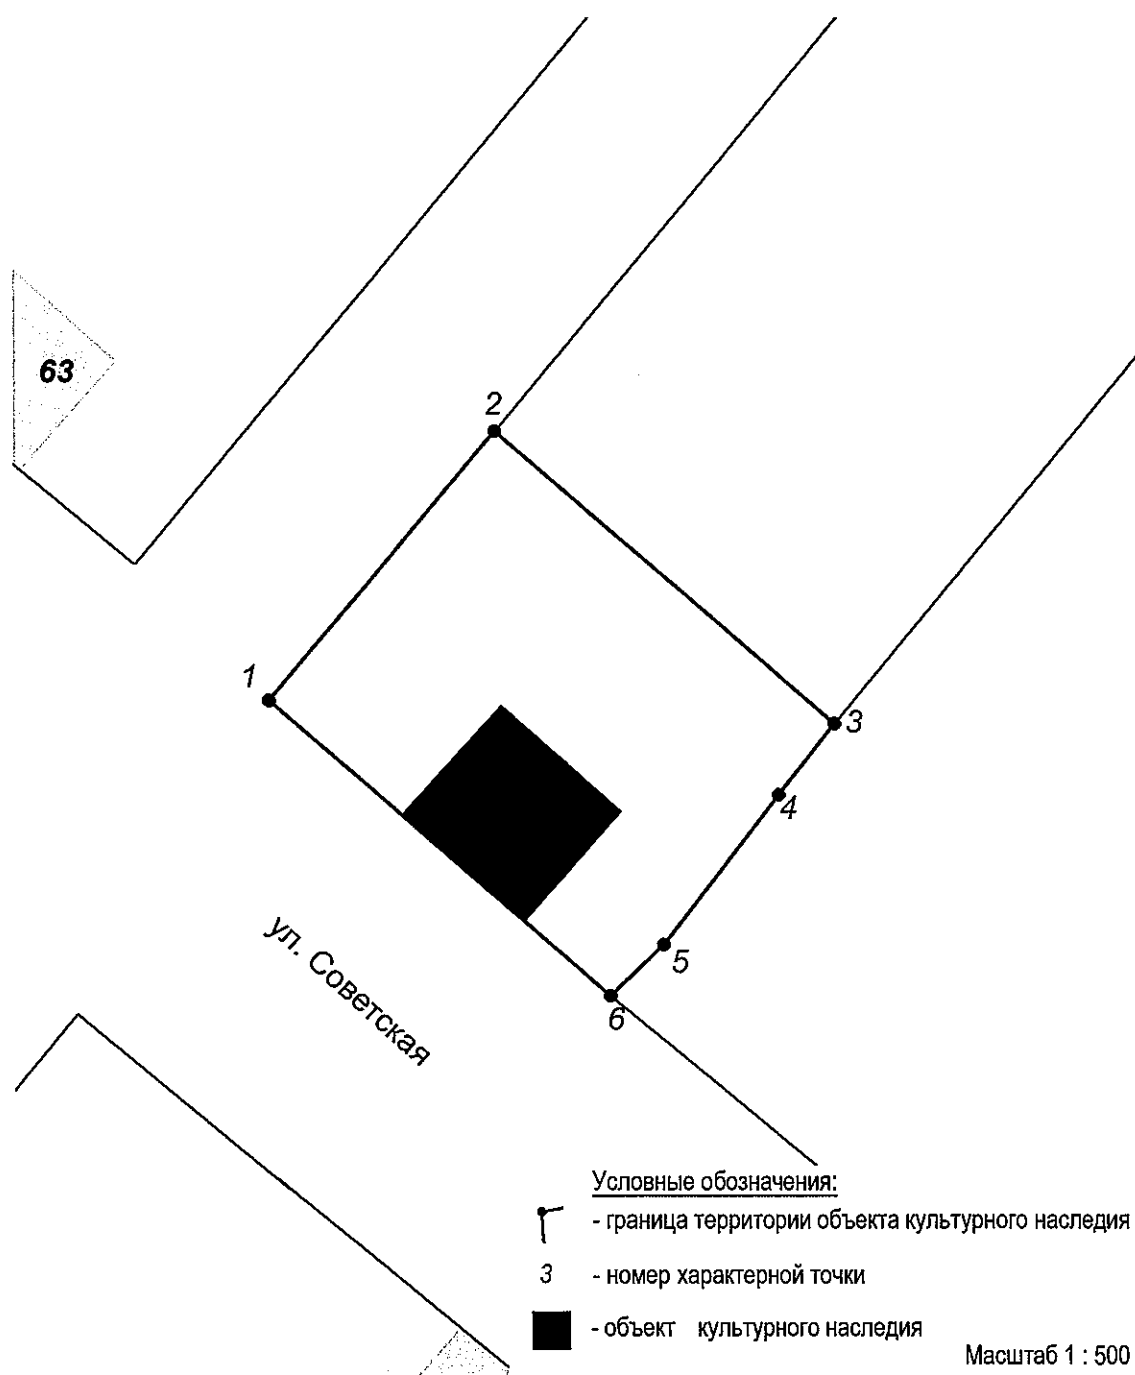 63
2
1
3
4
5
6
ул. Советская
Условные обозначения:
- граница территории объекта культурного наследия
3 - номер характерной точки
- объект культурного наследия
Масштаб 1 : 500